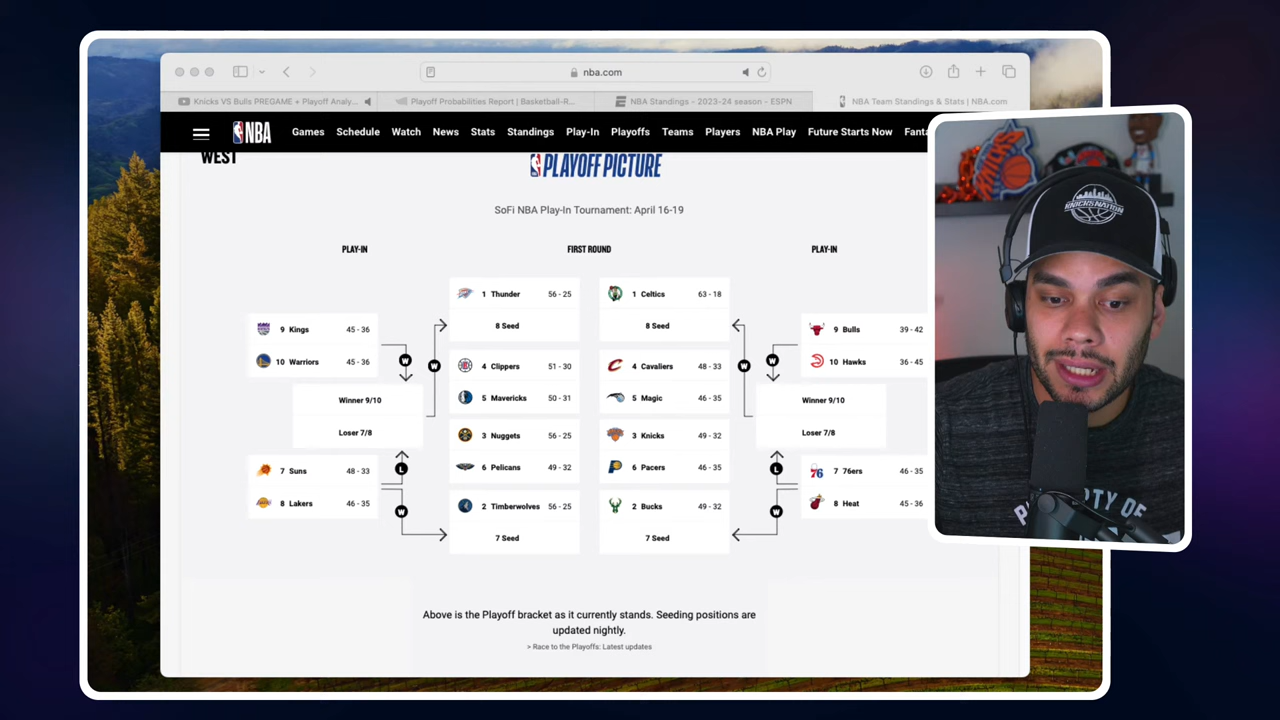 nba.com
Knicks VS Bulls PREGAME + Playoff Analy...
Playoff Probabilities Report | Basketball-R...
NBA Standings - 2023-24 season - ESPN
NBA Team Standings & Stats | NBA.com
NBA
Games
Schedule
Watch
News
Stats
Standings
Play-In
Playoffs
Teams
Players
NBA Play
Future Starts Now
Fanta
WEST
PLAYOFF PICTURE
SoFi NBA Play-In Tournament: April 16-19
PLAY-IN
FIRST ROUND
PLAY-IN
9 Kings 45 - 36
10 Warriors 45 - 36
W
Winner 9/10
Loser 7/8
L
7 Suns 48 - 33
8 Lakers 46 - 35
W
W
1 Thunder 56 - 25
8 Seed
4 Clippers 51 - 30
5 Mavericks 50 - 31
3 Nuggets 56 - 25
6 Pelicans 49 - 32
2 Timberwolves 56 - 25
7 Seed
1 Celtics 63 - 18
8 Seed
4 Cavaliers 48 - 33
5 Magic 46 - 35
3 Knicks 49 - 32
6 Pacers 46 - 35
2 Bucks 49 - 32
7 Seed
W
9 Bulls 39 - 42
10 Hawks 36 - 45
W
Winner 9/10
Loser 7/8
L
76
7 76ers 46 - 35
8 Heat 45 - 36
W
Above is the Playoff bracket as it currently stands. Seeding positions are
updated nightly.
> Race to the Playoffs: Latest updates
KNICKS
KNICKS NATION
PROPERTY OF